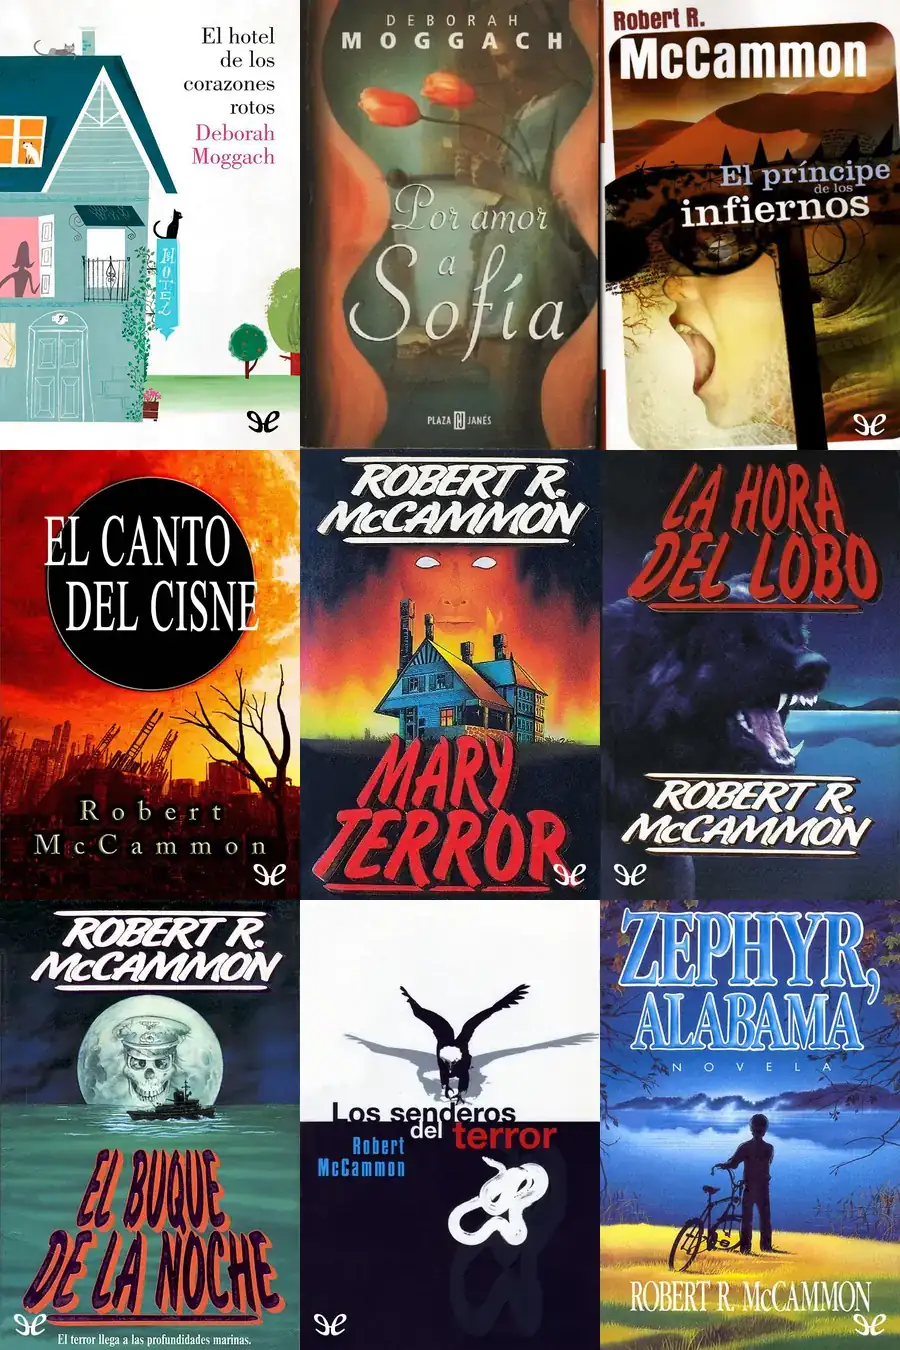 El hotel
de los
corazones
rotos
Deborah
Moggach
HOTEL
7
DEBORAH
MOGGACH
Por amor
a
Sofía
PLAZA JANÉS
Robert R.
McCammon
El príncipe
de los
infiernos
EL CANTO
DEL CISNE
Robert
McCammon
ROBERT R.
McCAMMON
MARY
TERROR
LA HORA
DEL LOBO
ROBERT R.
McCAMMON
ROBERT R.
McCAMMON
EL BUQUE
DE LA NOCHE
El terror llega a las profundidades marinas.
Los senderos
del terror
Robert
McCammon
ZEPHYR,
ALABAMA
NOVELA
ROBERT R. McCAMMON